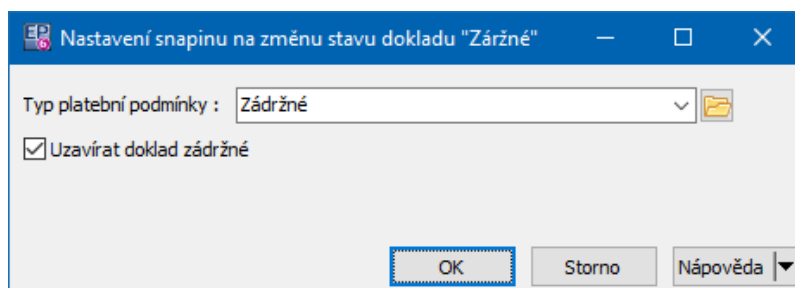 Nastavení snapinu na změnu stavu dokladu "Záržné"
Typ platební podmínky : Zádržné
Uzavírat doklad zádržné
OK Storno Nápověda